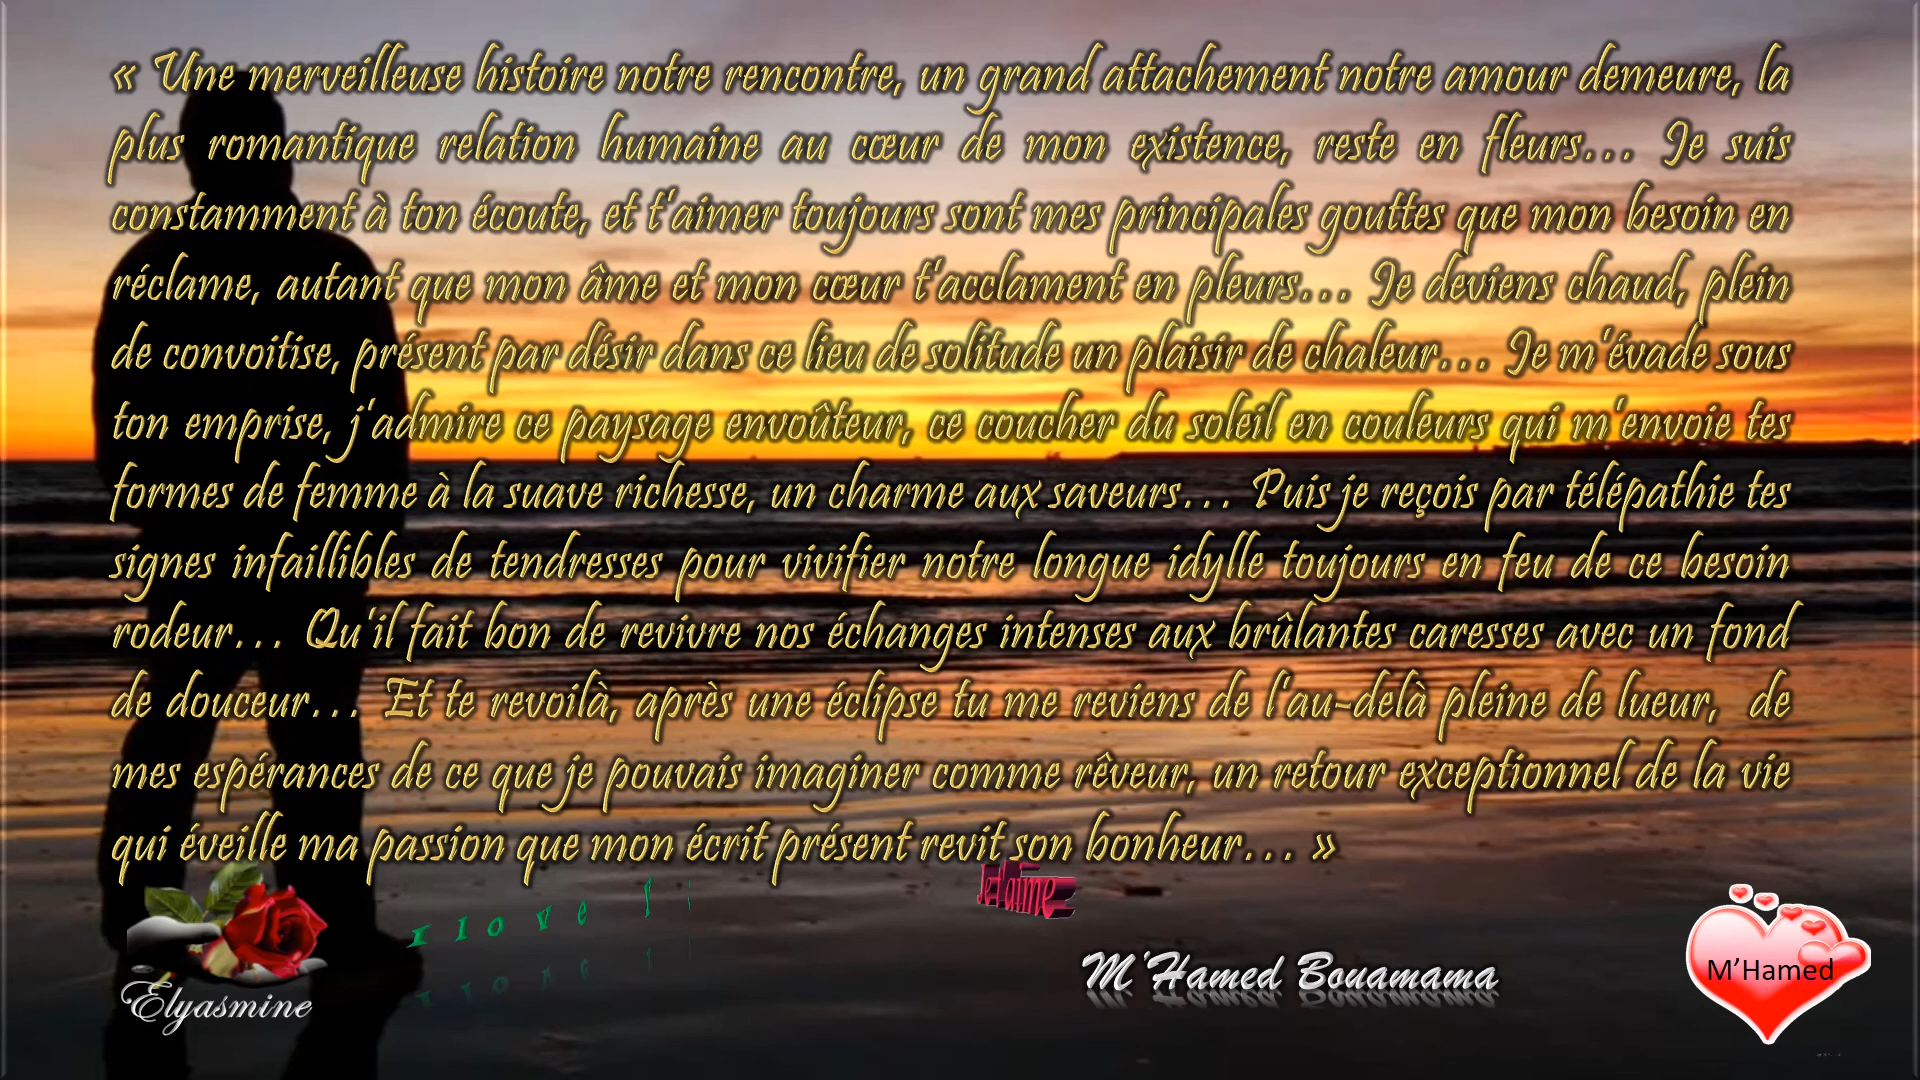 « Une merveilleuse histoire notre rencontre, un grand attachement notre amour demeure, la
plus romantique relation humaine au cœur de mon existence, reste en fleurs… Je suis
constamment à ton écoute, et t'aimer toujours sont mes principales gouttes que mon besoin en
réclame, autant que mon âme et mon cœur t'acclament en pleurs… Je deviens chaud, plein
de convoitise, présent par désir dans ce lieu de solitude un plaisir de chaleur… Je m'évade sous
ton emprise, j'admire ce paysage envoûteur, ce coucher du soleil en couleurs qui m'envoie tes
formes de femme à la suave richesse, un charme aux saveurs… Puis je reçois par télépathie tes
signes infaillibles de tendresses pour vivifier notre longue idylle toujours en feu de ce besoin
rodeur… Qu'il fait bon de revivre nos échanges intenses aux brûlantes caresses avec un fond
de douceur… Et te revoilà, après une éclipse tu me reviens de l'au-delà pleine de lueur, de
mes espérances de ce que je pouvais imaginer comme rêveur, un retour exceptionnel de la vie
qui éveille ma passion que mon écrit présent revit son bonheur… »
Je t'aime
I love
M'Hamed Bouamama
M'Hamed
Elyasmine